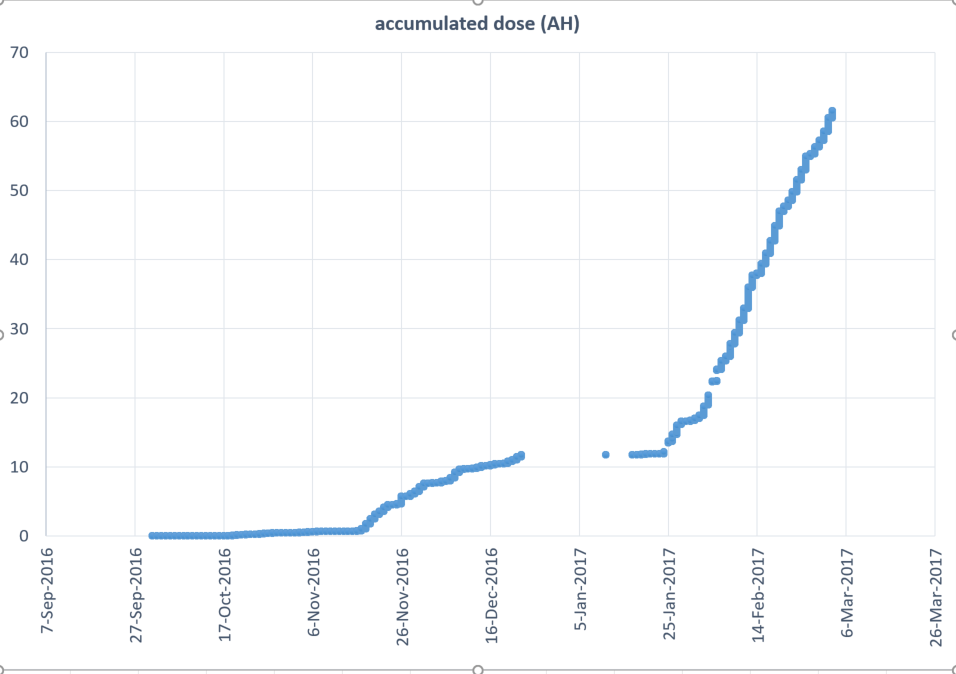 accumulated dose (AH)
70
60
50
40
30
20
10
0
7-Sep-2016
27-Sep-2016
17-Oct-2016
6-Nov-2016
26-Nov-2016
16-Dec-2016
5-Jan-2017
25-Jan-2017
14-Feb-2017
6-Mar-2017
26-Mar-2017